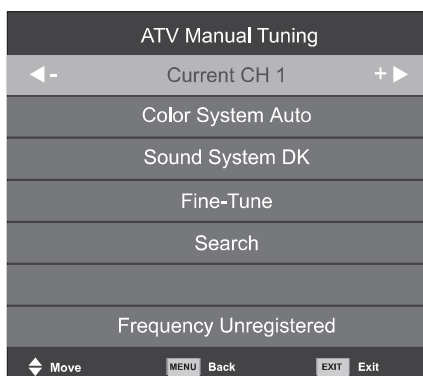 ATV Manual Tuning
- Current CH 1 +
Color System Auto
Sound System DK
Fine-Tune
Search
Frequency Unregistered
Move MENU Back EXIT Exit